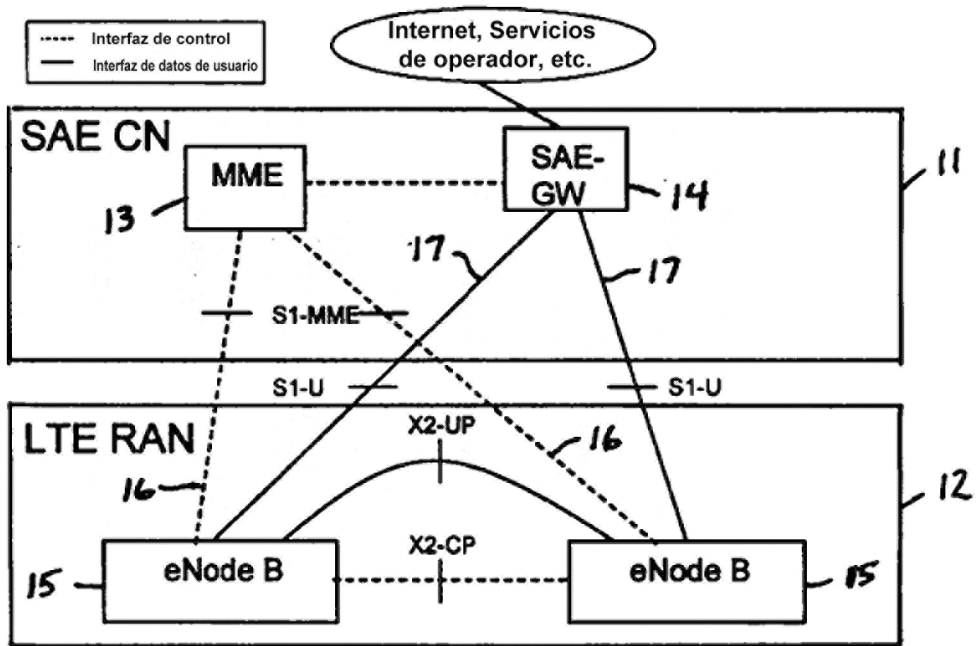 Interfaz de control
Interfaz de datos de usuario
Internet, Servicios
de operador, etc.
SAE CN
MME
SAE-
GW
11
13
14
17
17
S1-MME
S1-U
S1-U
LTE RAN
X2-UP
16
16
12
X2-CP
eNode B
eNode B
15
15